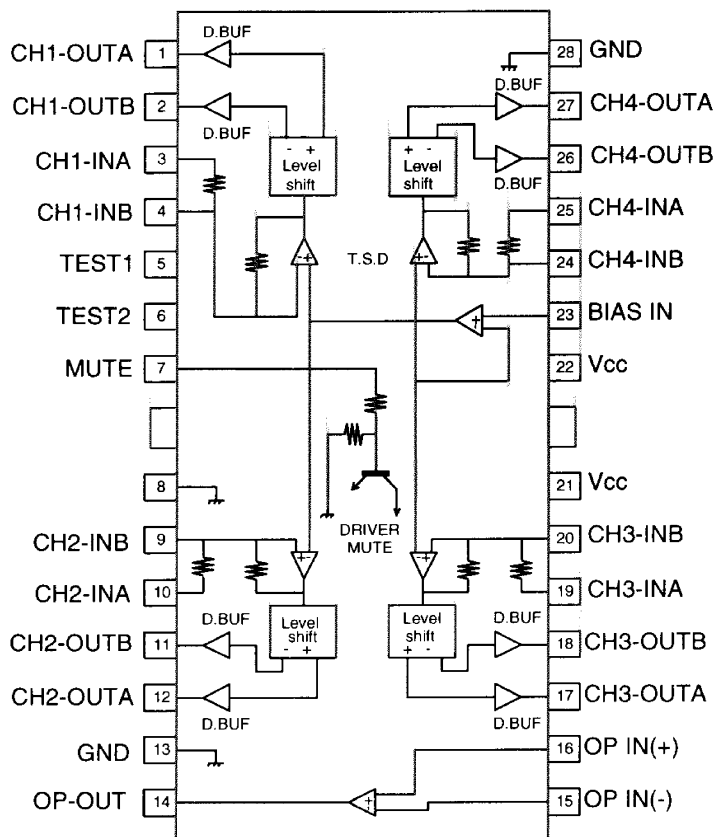 D.BUF
CH1-OUTA 1
28 GND
D.BUF
CH1-OUTB 2
27 CH4-OUTA
D.BUF
CH1-INA 3
- +
Level
shift
+ -
Level
shift
26 CH4-OUTB
D.BUF
CH1-INB 4
25 CH4-INA
TEST1 5
-+
T.S.D
+-
24 CH4-INB
TEST2 6
+
23 BIAS IN
MUTE 7
22 Vcc
8
21 Vcc
DRIVER
MUTE
CH2-INB 9
20 CH3-INB
+-
+-
CH2-INA 10
19 CH3-INA
D.BUF
Level
shift
- +
Level
shift
+ -
D.BUF
CH2-OUTB 11
18 CH3-OUTB
CH2-OUTA 12
17 CH3-OUTA
D.BUF
D.BUF
GND 13
16 OP IN(+)
OP-OUT 14
+
15 OP IN(-)